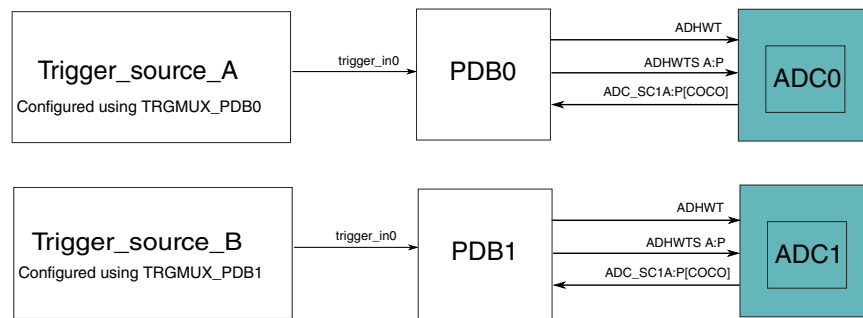 Trigger_source_A
Configured using TRGMUX_PDB0
trigger_in0
PDB0
ADHWT
ADHWTS A:P
ADC_SC1A:P[COCO]
ADC0
Trigger_source_B
Configured using TRGMUX_PDB1
trigger_in0
PDB1
ADHWT
ADHWTS A:P
ADC_SC1A:P[COCO]
ADC1